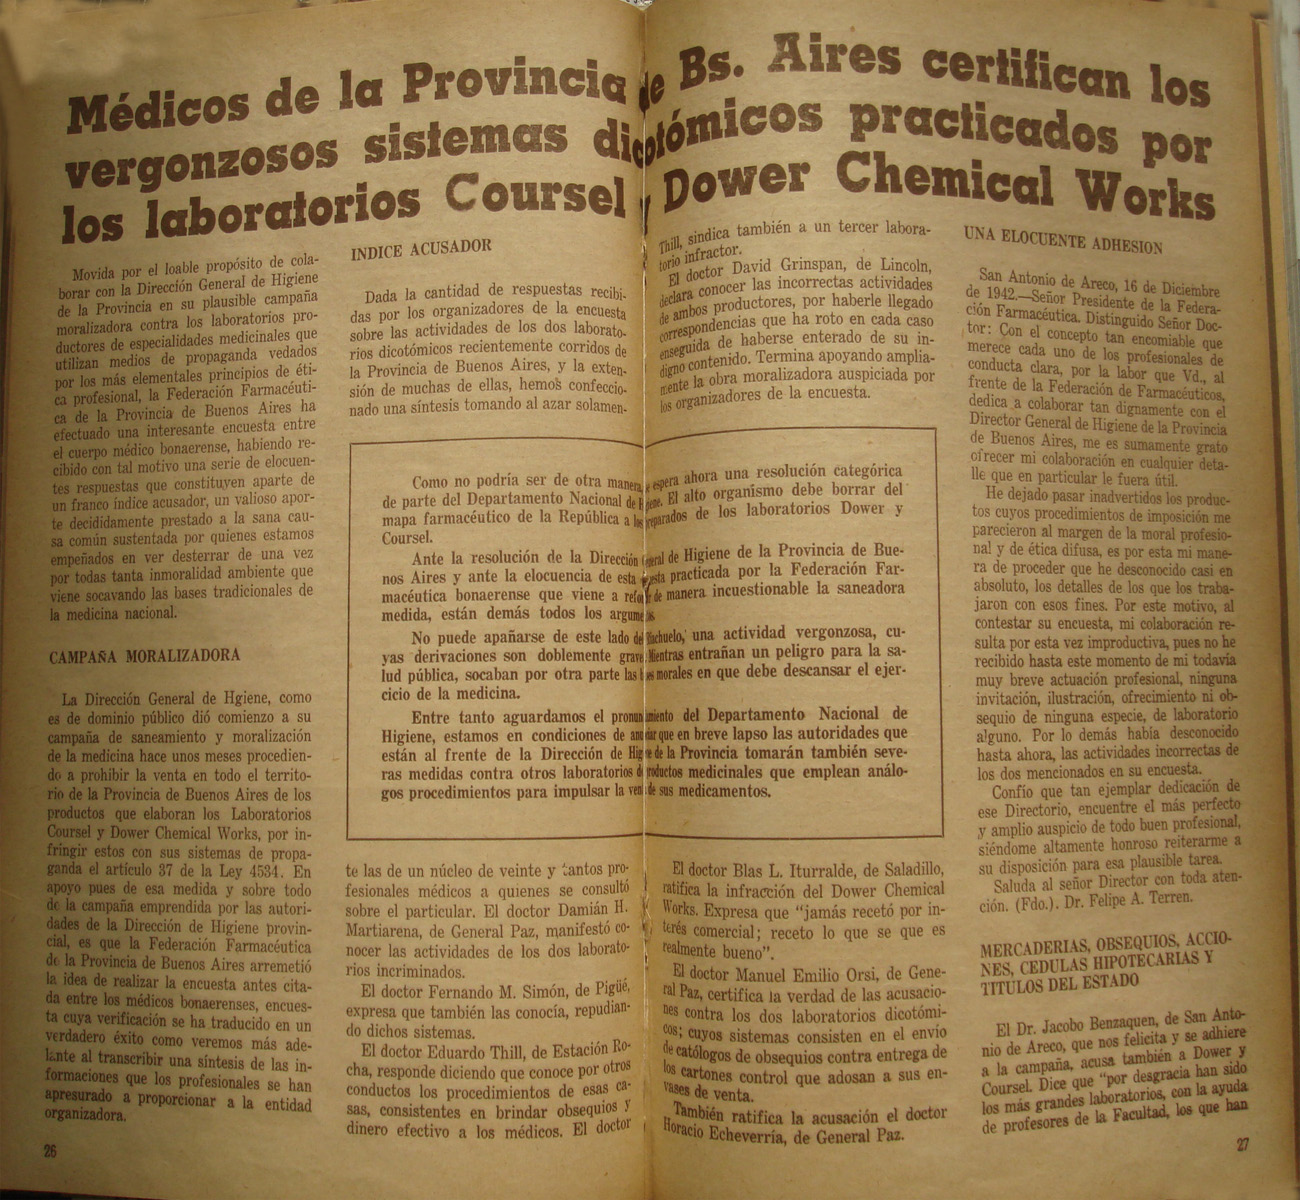 Médicos de la Provincia de Bs. Aires certifican los
vergonzosos sistemas dicotómicos practicados por
los laboratorios Coursel y Dower Chemical Works
Movida por el loable propósito de cola-
borar con la Dirección General de Higiene
de la Provincia en su plausible campaña
moralizadora contra los laboratorios pro-
ductores de especialidades medicinales que
utilizan medios de propaganda vedados
por los más elementales principios de éti-
ca profesional, la Federación Farmacéuti-
ca de la Provincia de Buenos Aires ha
efectuado una interesante encuesta entre
el cuerpo médico bonaerense, habiendo re-
cibido con tal motivo una serie de elocuen-
tes respuestas que constituyen aparte de
un franco índice acusador, un valioso apor-
te decididamente prestado a la sana cau-
sa común sustentada por quienes estamos
empeñados en ver desterrar de una vez
por todas tanta inmoralidad ambiente que
viene socavando las bases tradicionales de
la medicina nacional.
CAMPAÑA MORALIZADORA
La Dirección General de Hgiene, como
es de dominio público dió comienzo a su
campaña de saneamiento y moralización
de la medicina hace unos meses procedien-
do a prohibir la venta en todo el territo-
rio de la Provincia de Buenos Aires de los
productos que elaboran los Laboratorios
Coursel y Dower Chemical Works, por in-
fringir estos con sus sistemas de propa-
ganda el artículo 37 de la Ley 4534. En
apoyo pues de esa medida y sobre todo
de la campaña emprendida por las autori-
dades de la Dirección de Higiene provin-
cial, es que la Federación Farmacéutica
de la Provincia de Buenos Aires arremetió
la idea de realizar la encuesta antes cita-
da entre los médicos bonaerenses, encues-
ta cuya verificación se ha traducido en un
verdadero éxito como veremos más ade-
lante al transcribir una síntesis de las in-
formaciones que los profesionales se han
apresurado a proporcionar a la entidad
organizadora.
26
INDICE ACUSADOR
Dada la cantidad de respuestas recibi-
das por los organizadores de la encuesta
sobre las actividades de los dos laborato-
rios dicotómicos recientemente corridos de
la Provincia de Buenos Aires, y la exten-
sión de muchas de ellas, hemos confeccio-
nado una síntesis tomando al azar solamen-
te las de un núcleo de veinte y tantos pro-
fesionales médicos a quienes se consultó
sobre el particular. El doctor Damián H.
Martiarena, de General Paz, manifestó co-
nocer las actividades de los dos laborato-
rios incriminados.
El doctor Fernando M. Simón, de Pigüé,
expresa que también las conocía, repudian-
do dichos sistemas.
El doctor Eduardo Thill, de Estación Ro-
cha, responde diciendo que conoce por otros
conductos los procedimientos de esas ca-
sas, consistentes en brindar obsequios y
dinero efectivo a los médicos. El doctor
Thill, sindica también a un tercer labora-
torio infractor.
El doctor David Grinspan, de Lincoln,
declara conocer las incorrectas actividades
de ambos productores, por haberle llegado
correspondencias que ha roto en cada caso
enseguida de haberse enterado de su in-
digno contenido. Termina apoyando amplia-
mente la obra moralizadora auspiciada por
los organizadores de la encuesta.
Como no podría ser de otra manera, se espera ahora una resolución categórica
de parte del Departamento Nacional de Higiene. El alto organismo debe borrar del
mapa farmacéutico de la República a los preparados de los laboratorios Dower y
Coursel.
Ante la resolución de la Dirección General de Higiene de la Provincia de Bue-
nos Aires y ante la elocuencia de esta encuesta practicada por la Federación Far-
macéutica bonaerense que viene a reforzar de manera incuestionable la saneadora
medida, están demás todos los argumentos.
No puede apañarse de este lado del Riachuelo, una actividad vergonzosa, cu-
yas derivaciones son doblemente graves. Mientras entrañan un peligro para la sa-
lud pública, socaban por otra parte las bases morales en que debe descansar el ejer-
cicio de la medicina.
Entre tanto aguardamos el pronunciamiento del Departamento Nacional de
Higiene, estamos en condiciones de anunciar que en breve lapso las autoridades que
están al frente de la Dirección de Higiene de la Provincia tomarán también seve-
ras medidas contra otros laboratorios de productos medicinales que emplean análo-
gos procedimientos para impulsar la venta de sus medicamentos.
El doctor Blas L. Iturralde, de Saladillo,
ratifica la infracción del Dower Chemical
Works. Expresa que "jamás recetó por in-
terés comercial; receto lo que se que es
realmente bueno".
El doctor Manuel Emilio Orsi, de Gene-
ral Paz, certifica la verdad de las acusacio-
nes contra los dos laboratorios dicotómi-
cos; cuyos sistemas consisten en el envío
de católogos de obsequios contra entrega de
los cartones control que adosan a sus en-
vases de venta.
También ratifica la acusación el doctor
Horacio Echeverría, de General Paz.
UNA ELOCUENTE ADHESION
San Antonio de Areco, 16 de Diciembre
de 1942.—Señor Presidente de la Federa-
ción Farmacéutica. Distinguido Señor Doc-
tor: Con el concepto tan encomiable que
merece cada uno de los profesionales de
conducta clara, por la labor que Vd., al
frente de la Federación de Farmacéuticos,
dedica a colaborar tan dignamente con el
Director General de Higiene de la Provincia
de Buenos Aires, me es sumamente grato
ofrecer mi colaboración en cualquier deta-
lle que en particular le fuera útil.
He dejado pasar inadvertidos los produc-
tos cuyos procedimientos de imposición me
parecieron al margen de la moral profesio-
nal y de ética difusa, es por esta mi mane-
ra de proceder que he desconocido casi en
absoluto, los detalles de los que los traba-
jaron con esos fines. Por este motivo, al
contestar su encuesta, mi colaboración re-
sulta por esta vez improductiva, pues no he
recibido hasta este momento de mi todavía
muy breve actuación profesional, ninguna
invitación, ilustración, ofrecimiento ni ob-
sequio de ninguna especie, de laboratorio
alguno. Por lo demás había desconocido
hasta ahora, las actividades incorrectas de
los dos mencionados en su encuesta.
Confío que tan ejemplar dedicación de
ese Directorio, encuentre el más perfecto
y amplio auspicio de todo buen profesional,
siéndome altamente honroso reiterarme a
su disposición para esa plausible tarea.
Saluda al señor Director con toda aten-
ción. (Fdo.). Dr. Felipe A. Terren.
MERCADERIAS, OBSEQUIOS, ACCIO-
NES, CEDULAS HIPOTECARIAS Y
TITULOS DEL ESTADO
El Dr. Jacobo Benzaquen, de San Anto-
nio de Areco, que nos felicita y se adhiere
a la campaña, acusa también a Dower y
Coursel. Dice que "por desgracia han sido
los más grandes laboratorios, con la ayuda
de profesores de la Facultad, los que han
27